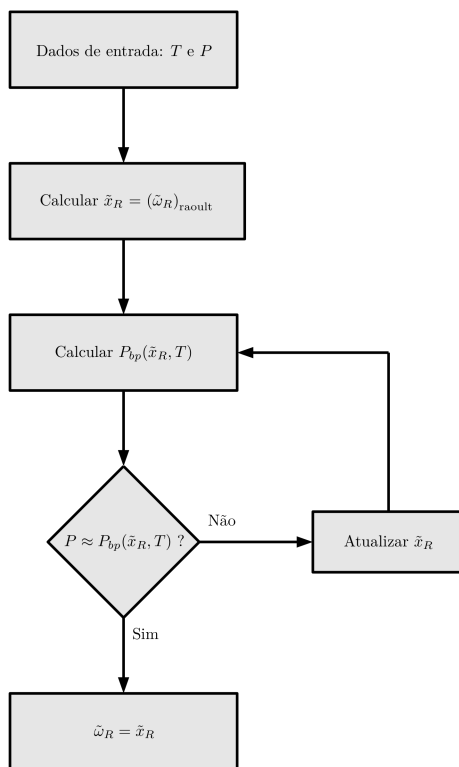 Dados de entrada: T e P
Calcular x̃_R = (ω̃_R)_raoult
Calcular P_bp(x̃_R, T)
P ≈ P_bp(x̃_R, T) ?
Não
Atualizar x̃_R
Sim
ω̃_R = x̃_R